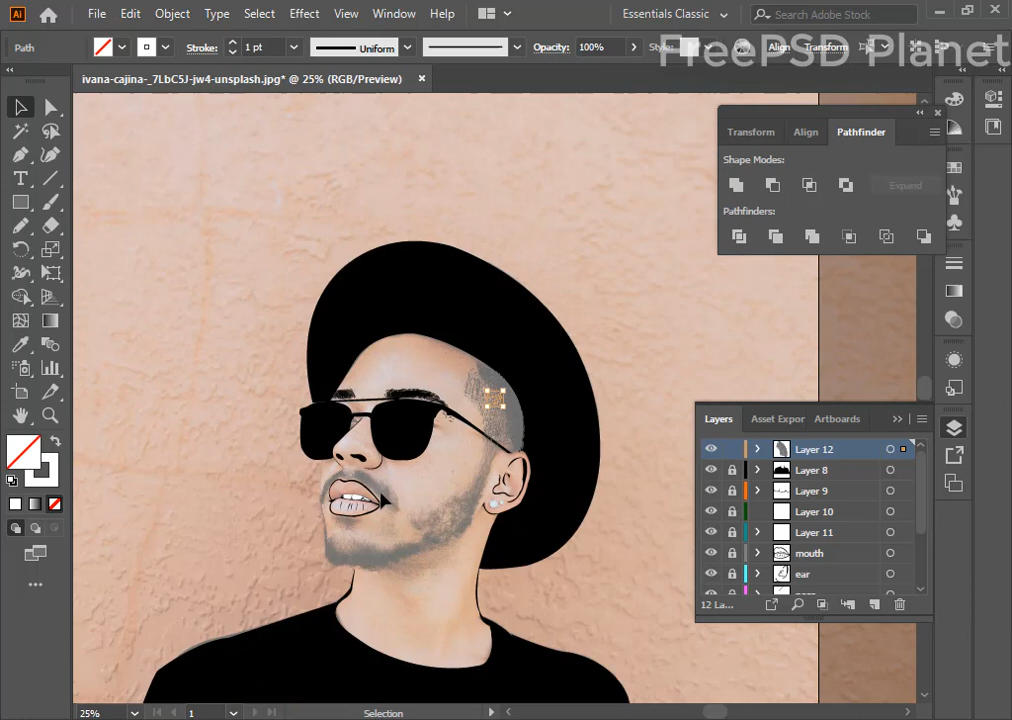 Ai File Edit Object Type Select Effect View Window Help Essentials Classic Search Adobe Stock
Path Stroke: 1 pt Uniform Opacity: 100% Style: Align Transform
FreePSD Planet
ivana-cajina-_7LbC5J-jw4-unsplash.jpg* @ 25% (RGB/Preview)
Transform Align Pathfinder
Shape Modes:
Expand
Pathfinders:
Layers Asset Expor Artboards
Layer 12
Layer 8
Layer 9
Layer 10
Layer 11
mouth
ear
12 La...
25% 1 Selection